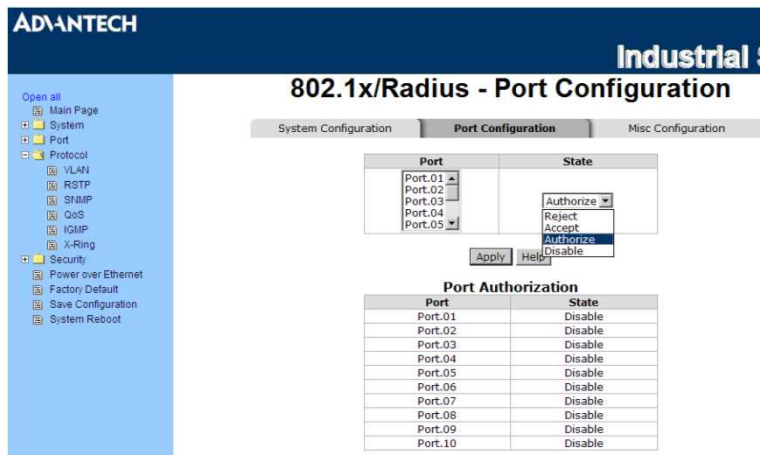 ADVANTECH
Industrial
802.1x/Radius - Port Configuration
Open all
Main Page
System
Port
Protocol
VLAN
RSTP
SNMP
QoS
IGMP
X-Ring
Security
Power over Ethernet
Factory Default
Save Configuration
System Reboot
System Configuration Port Configuration Misc Configuration
Port State
Port.01
Port.02
Port.03
Port.04
Port.05
Authorize
Reject
Accept
Authorize
Disable
Apply Help
Port Authorization
Port State
Port.01 Disable
Port.02 Disable
Port.03 Disable
Port.04 Disable
Port.05 Disable
Port.06 Disable
Port.07 Disable
Port.08 Disable
Port.09 Disable
Port.10 Disable